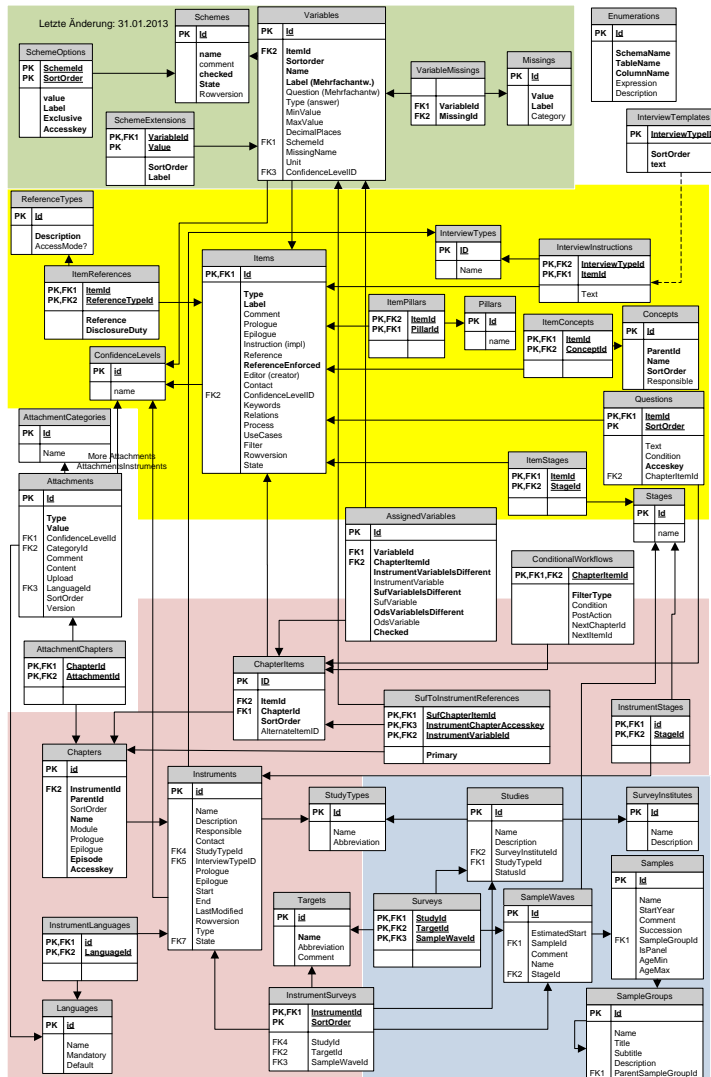 Letzte Änderung: 31.01.2013
Schemes
PK Id
name
comment
checked
State
Rowversion
Variables
PK Id
FK2 ItemId
Sortorder
Name
Label (Mehrfachantw.)
Question (Mehrfachantw)
Type (answer)
MinValue
MaxValue
DecimalPlaces
FK1 SchemeId
MissingName
Unit
FK3 ConfidenceLevelID
Enumerations
PK Id
SchemaName
TableName
ColumnName
Expression
Description
SchemeOptions
PK SchemeId
PK SortOrder
value
Label
Exclusive
Accesskey
VariableMissings
FK1 VariableId
FK2 MissingId
Missings
PK Id
Value
Label
Category
SchemeExtensions
PK,FK1 VariableId
PK Value
SortOrder
Label
InterviewTemplates
PK InterviewTypeID
SortOrder
text
ReferenceTypes
PK Id
Description
AccessMode?
InterviewTypes
PK ID
Name
InterviewInstructions
PK,FK2 InterviewTypeId
PK,FK1 ItemId
Text
Items
PK,FK1 Id
Type
Label
Comment
Prologue
Epilogue
Instruction (impl)
Reference
ReferenceEnforced
Editor (creator)
Contact
FK2 ConfidenceLevelID
Keywords
Relations
Process
UseCases
Filter
Rowversion
State
ItemReferences
PK,FK1 ItemId
PK,FK2 ReferenceTypeId
Reference
DisclosureDuty
ItemPillars
PK,FK2 ItemId
PK,FK1 PillarId
Pillars
PK Id
name
ItemConcepts
PK,FK1 ItemId
PK,FK2 ConceptId
Concepts
PK Id
ParentId
Name
SortOrder
Responsible
ConfidenceLevels
PK id
name
AttachmentCategories
PK Id
Name
More Attachments
AttachmentsInstruments
Questions
PK,FK1 ItemId
PK SortOrder
Text
Condition
Acceskey
FK2 ChapterItemId
ItemStages
PK,FK1 ItemId
PK,FK2 StageId
Stages
PK Id
name
Attachments
PK Id
Type
Value
FK1 ConfidenceLevelId
FK2 CategoryId
Comment
Content
Upload
FK3 LanguageId
SortOrder
Version
AssignedVariables
PK Id
FK1 VariableId
FK2 ChapterItemId
InstrumentVariableIsDifferent
InstrumentVariable
SufVariableIsDifferent
SufVariable
OdsVariableIsDifferent
OdsVariable
Checked
ConditionalWorkflows
PK,FK1,FK2 ChapterItemId
FilterType
Condition
PostAction
NextChapterId
NextItemId
AttachmentChapters
PK,FK1 ChapterId
PK,FK2 AttachmentId
ChapterItems
PK ID
FK2 ItemId
FK1 ChapterId
SortOrder
AlternateItemID
SufToInstrumentReferences
PK,FK1 SufChapterItemId
PK,FK3 InstrumentChapterAccesskey
PK,FK2 InstrumentVariableId
Primary
InstrumentStages
PK,FK1 id
PK,FK2 StageId
Chapters
PK id
FK2 InstrumentId
ParentId
SortOrder
Name
Module
Prologue
Epilogue
Episode
Accesskey
Instruments
PK id
Name
Description
Responsible
Contact
FK4 StudyTypeId
FK5 InterviewTypeID
Prologue
Epilogue
Start
End
LastModified
Rowversion
Type
FK7 State
StudyTypes
PK Id
Name
Abbreviation
Studies
PK Id
Name
Description
FK2 SurveyInstituteId
FK1 StudyTypeId
StatusId
SurveyInstitutes
PK Id
Name
Description
Samples
PK Id
Name
StartYear
Comment
Succession
FK1 SampleGroupId
IsPanel
AgeMin
AgeMax
Targets
PK id
Name
Abbreviation
Comment
Surveys
PK,FK1 StudyId
PK,FK2 TargetId
PK,FK3 SampleWaveId
SampleWaves
PK Id
EstimatedStart
FK1 SampleId
Comment
Name
FK2 StageId
InstrumentLanguages
PK,FK1 id
PK,FK2 LanguageId
Languages
PK id
Name
Mandatory
Default
InstrumentSurveys
PK,FK1 InstrumentId
PK SortOrder
FK4 StudyId
FK2 TargetId
FK3 SampleWaveId
SampleGroups
PK Id
Name
Title
Subtitle
Description
FK1 ParentSampleGroupId